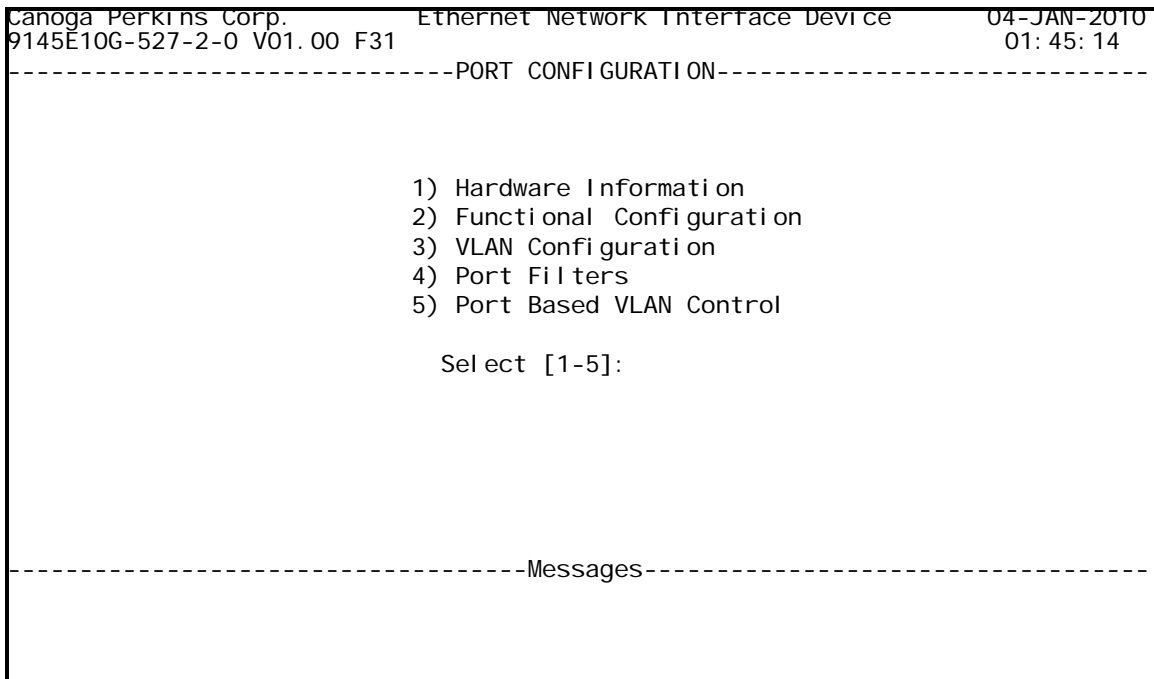 Canoga Perkins Corp. Ethernet Network Interface Device 04-JAN-2010
9145E10G-527-2-0 V01.00 F31 01:45:14
-------------------------------PORT CONFIGURATION------------------------------
1) Hardware Information
2) Functional Configuration
3) VLAN Configuration
4) Port Filters
5) Port Based VLAN Control
Select [1-5]:
------------------------------------Messages-----------------------------------